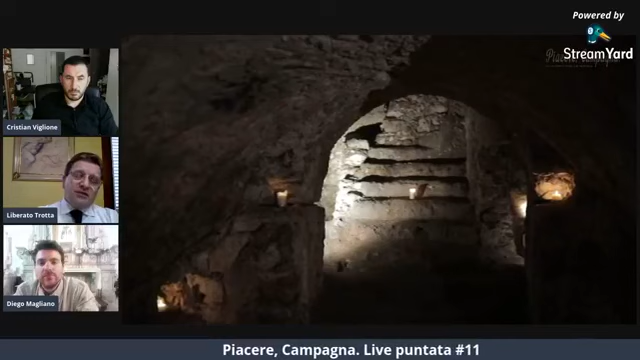 Powered by
StreamYard
Cristian Viglione
Liberato Trotta
Diego Magliano
Piacere, Campagna. Live puntata #11